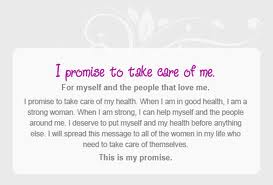 I promise to take care of me.
For myself and the people that love me.
I promise to take care of my health. When I am in good health, I am a
strong woman. When I am strong, I can help myself and the people
around me. I deserve to put myself and my health before anything
else. I will spread this message to all of the women in my life who
need to take care of themselves.
This is my promise.